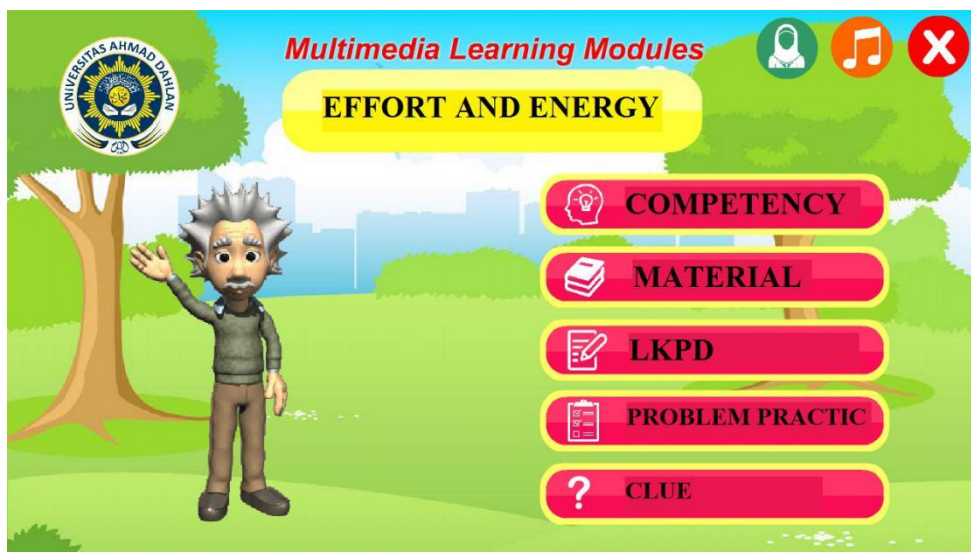 UNIVERSITAS AHMAD DAHLAN
Multimedia Learning Modules
EFFORT AND ENERGY
COMPETENCY
MATERIAL
LKPD
PROBLEM PRACTIC
? CLUE